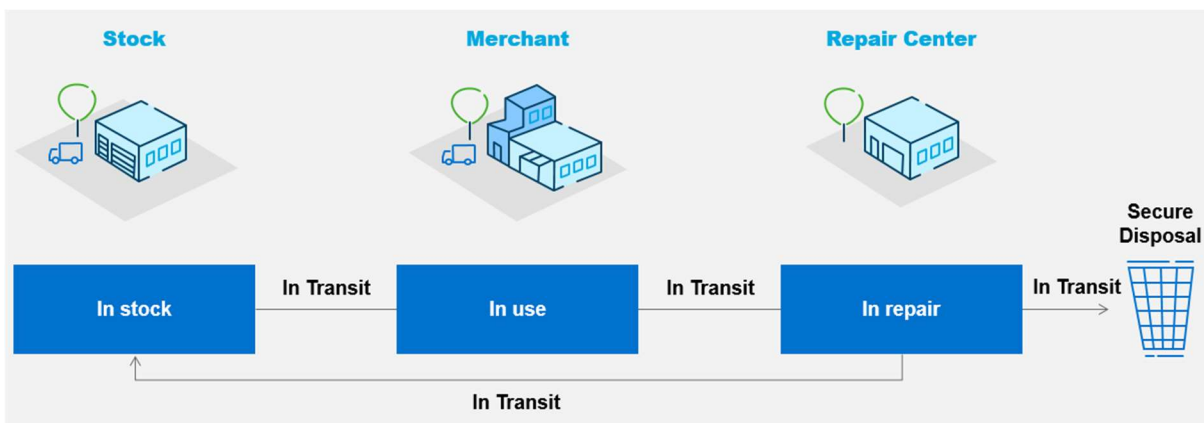 Stock
Merchant
Repair Center
Secure
Disposal
In stock
In Transit
In use
In Transit
In repair
In Transit
In Transit